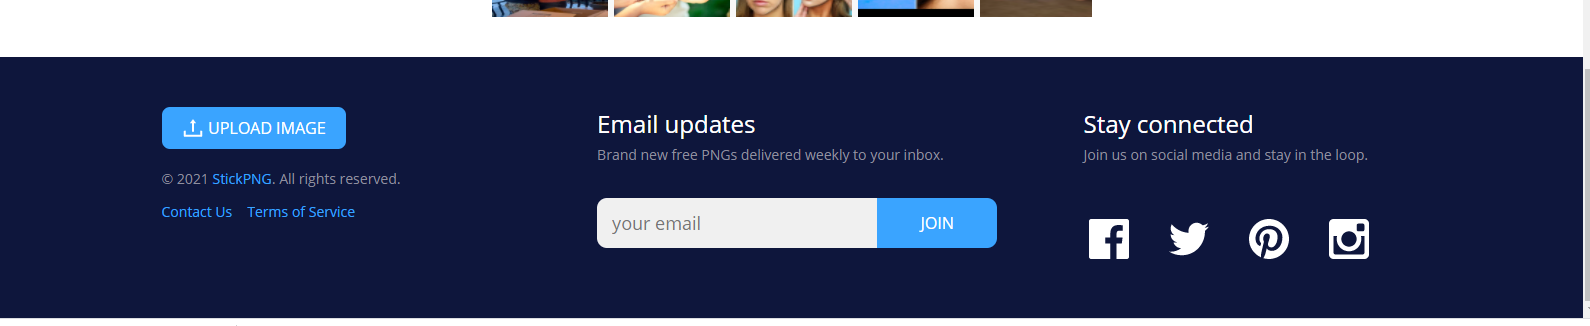 UPLOAD IMAGE
© 2021 StickPNG. All rights reserved.
Contact Us Terms of Service
Email updates
Brand new free PNGs delivered weekly to your inbox.
your email JOIN
Stay connected
Join us on social media and stay in the loop.